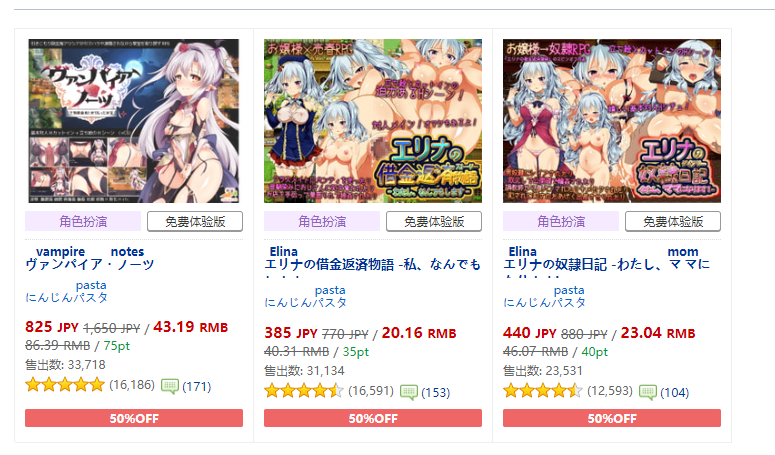 ヴァンパイア・ノーツ
お嬢様×売春RPG
エリナの
借金返済物語
お嬢様→奴隷RPG
エリナの
奴隷日記
角色扮演 免费体验版
vampire notes
ヴァンパイア・ノーツ
pasta
にんじんパスタ
825 JPY 1,650 JPY / 43.19 RMB
86.39 RMB / 75pt
售出数: 33,718
(16,186) (171)
50%OFF
角色扮演 免费体验版
Elina
エリナの借金返済物語 -私、なんでも
pasta
にんじんパスタ
385 JPY 770 JPY / 20.16 RMB
40.31 RMB / 35pt
售出数: 31,134
(16,591) (153)
50%OFF
角色扮演 免费体验版
Elina mom
エリナの奴隷日記 -わたし、ママに
pasta
にんじんパスタ
440 JPY 880 JPY / 23.04 RMB
46.07 RMB / 40pt
售出数: 23,531
(12,593) (104)
50%OFF